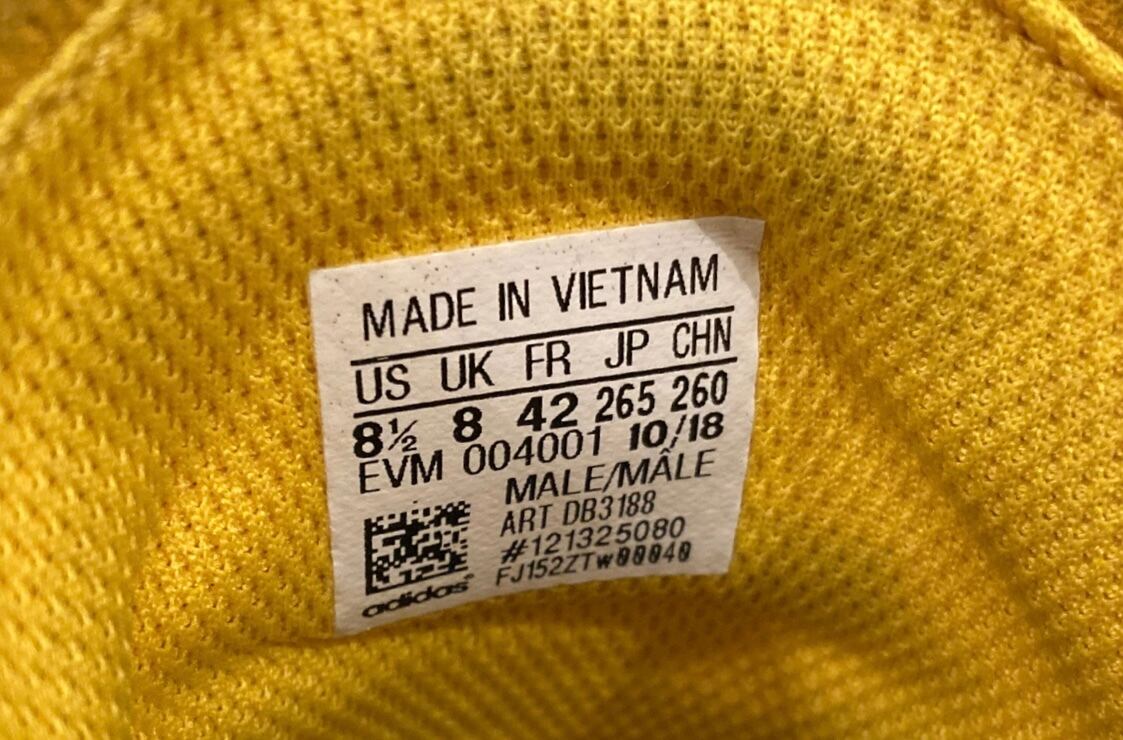 MADE IN VIETNAM
US UK FR JP CHN
8½ 8 42 265 260
EVM 004001 10/18
MALE/MÂLE
ART DB3188
#121325080
FJ152ZTW00040
adidas